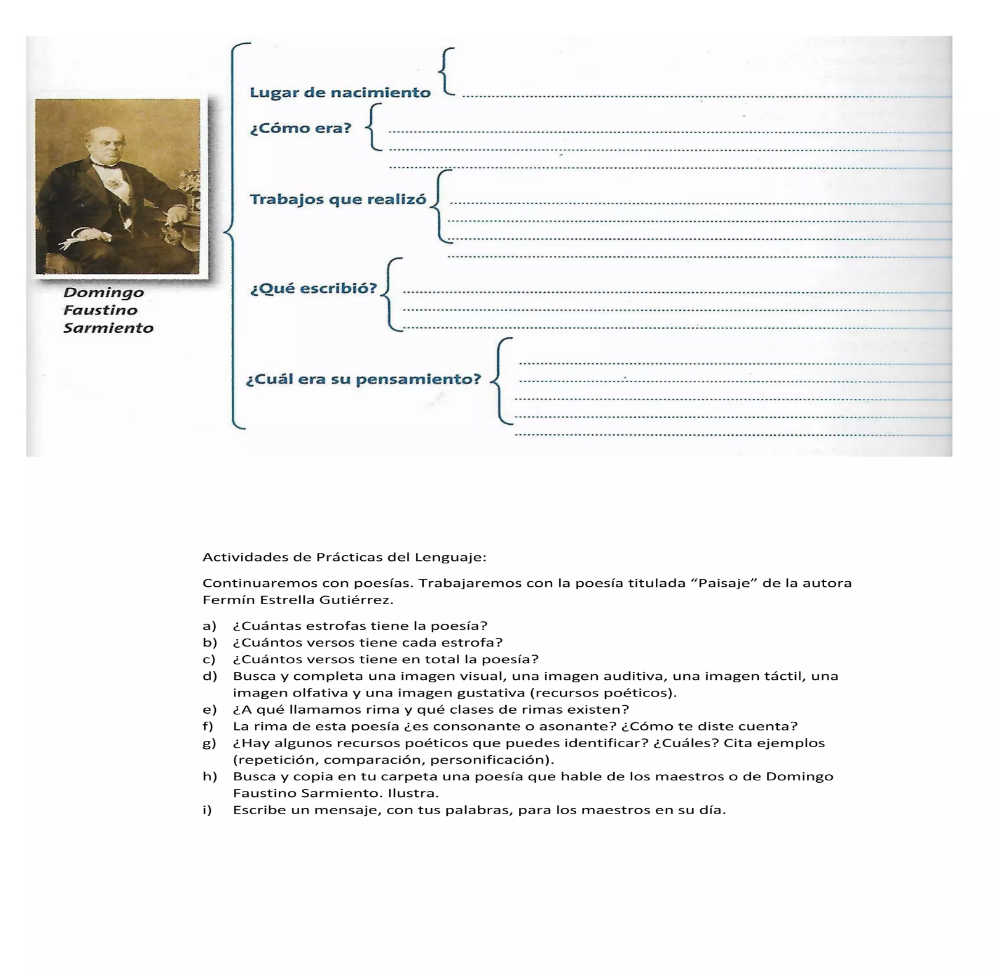 Lugar de nacimiento
¿Cómo era?
Trabajos que realizó
¿Qué escribió?
¿Cuál era su pensamiento?
Domingo
Faustino
Sarmiento
Actividades de Prácticas del Lenguaje:
Continuaremos con poesías. Trabajaremos con la poesía titulada “Paisaje” de la autora
Fermín Estrella Gutiérrez.
a) ¿Cuántas estrofas tiene la poesía?
b) ¿Cuántos versos tiene cada estrofa?
c) ¿Cuántos versos tiene en total la poesía?
d) Busca y completa una imagen visual, una imagen auditiva, una imagen táctil, una
imagen olfativa y una imagen gustativa (recursos poéticos).
e) ¿A qué llamamos rima y qué clases de rimas existen?
f) La rima de esta poesía ¿es consonante o asonante? ¿Cómo te diste cuenta?
g) ¿Hay algunos recursos poéticos que puedes identificar? ¿Cuáles? Cita ejemplos
(repetición, comparación, personificación).
h) Busca y copia en tu carpeta una poesía que hable de los maestros o de Domingo
Faustino Sarmiento. Ilustra.
i) Escribe un mensaje, con tus palabras, para los maestros en su día.